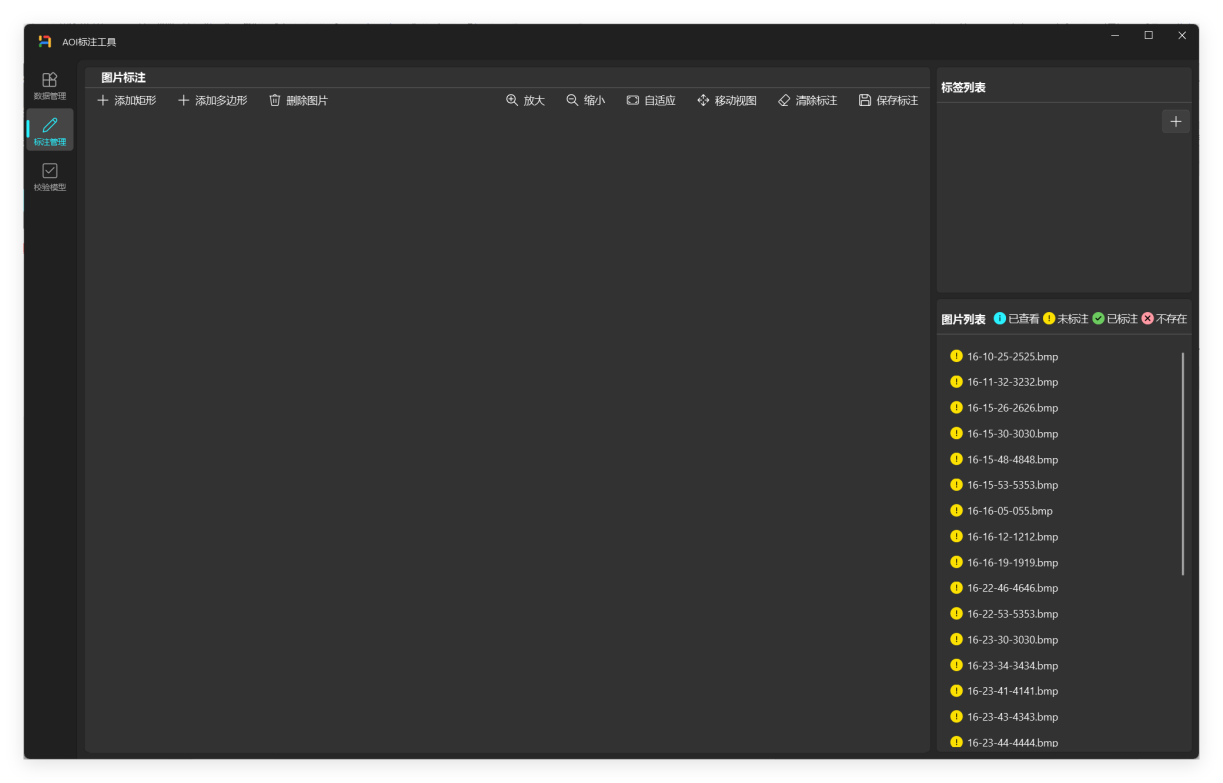 AOI标注工具
数据管理
标注管理
校验模型
图片标注
添加矩形 添加多边形 删除图片 放大 缩小 自适应 移动视图 清除标注 保存标注
标签列表
图片列表 已查看 未标注 已标注 不存在
16-10-25-2525.bmp
16-11-32-3232.bmp
16-15-26-2626.bmp
16-15-30-3030.bmp
16-15-48-4848.bmp
16-15-53-5353.bmp
16-16-05-055.bmp
16-16-12-1212.bmp
16-16-19-1919.bmp
16-22-46-4646.bmp
16-22-53-5353.bmp
16-23-30-3030.bmp
16-23-34-3434.bmp
16-23-41-4141.bmp
16-23-43-4343.bmp
16-23-44-4444.bmp